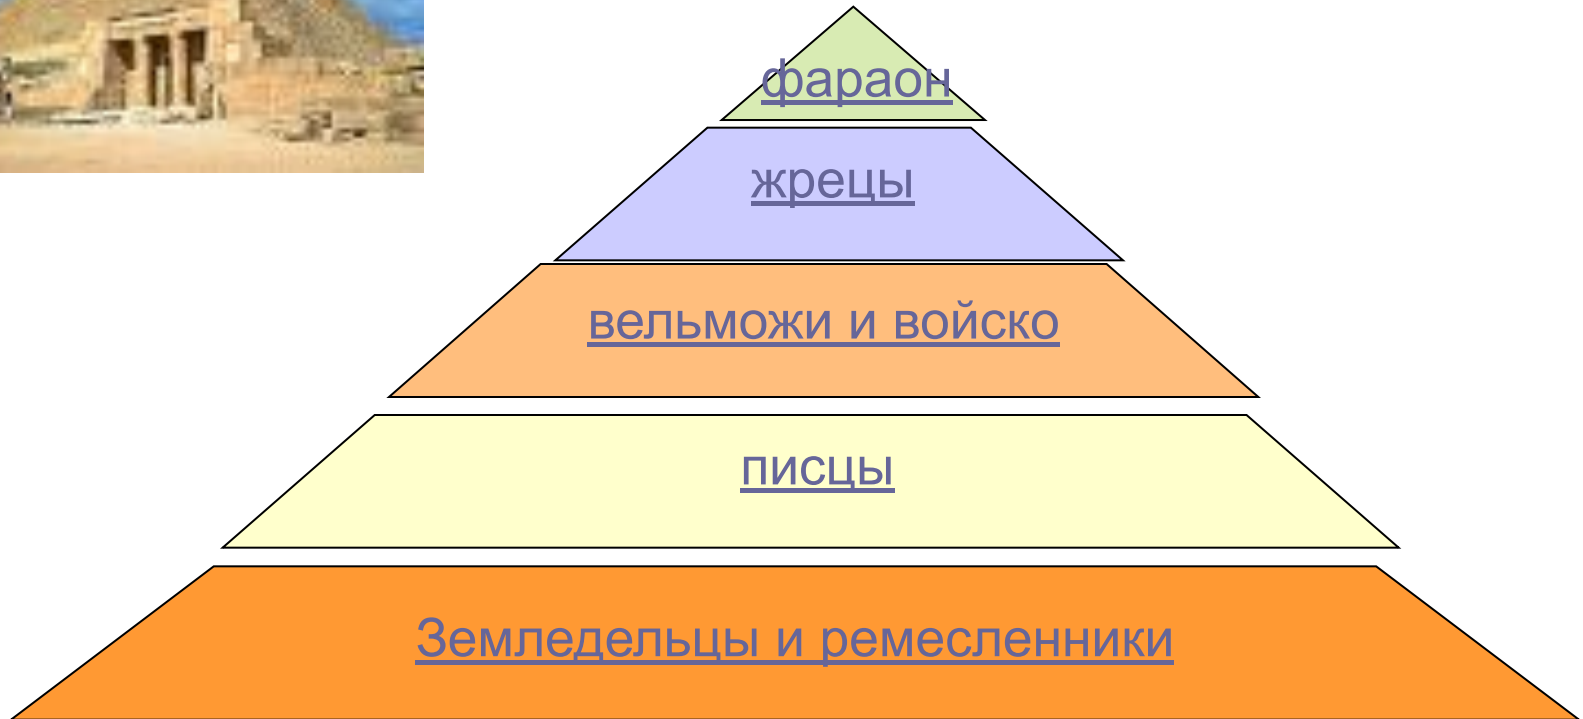 фараон
жрецы
вельможи и войско
писцы
Земледельцы и ремесленники